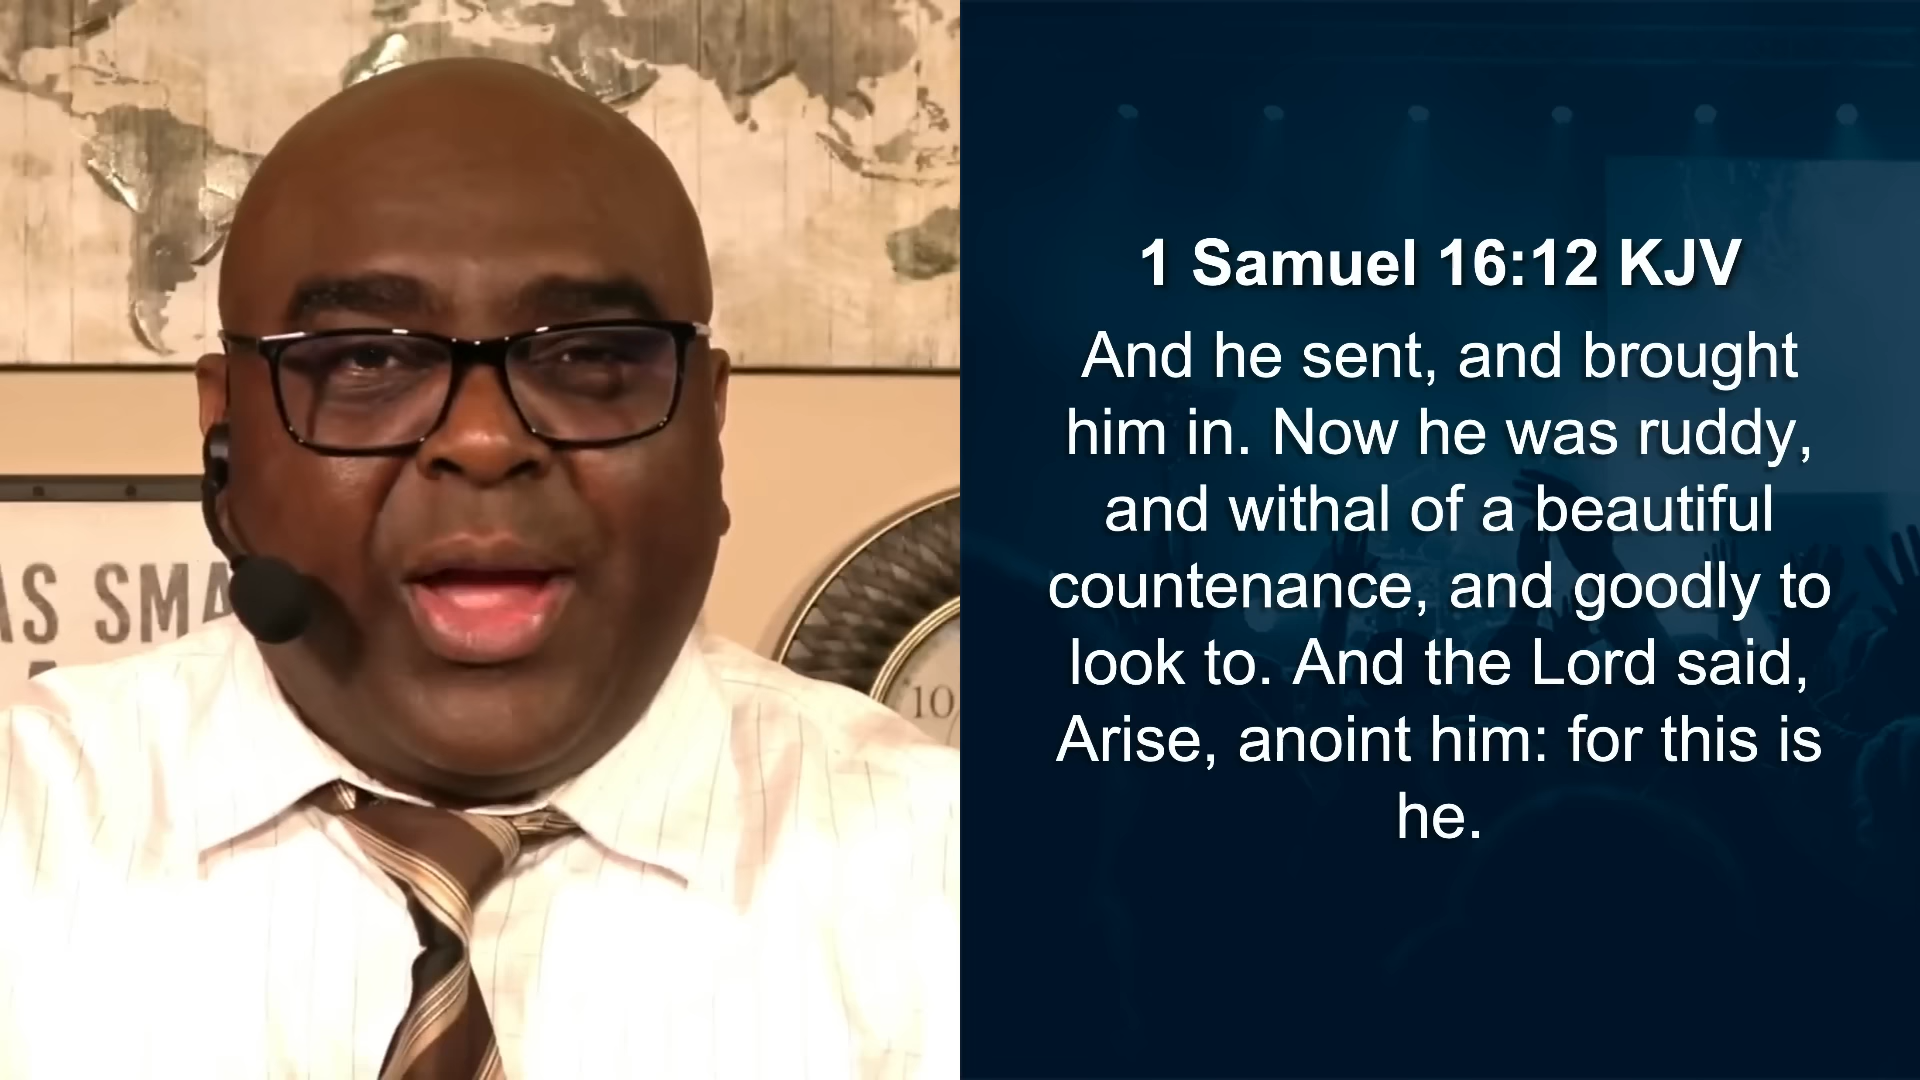 AS SMA
10
1 Samuel 16:12 KJV
And he sent, and brought
him in. Now he was ruddy,
and withal of a beautiful
countenance, and goodly to
look to. And the Lord said,
Arise, anoint him: for this is
he.